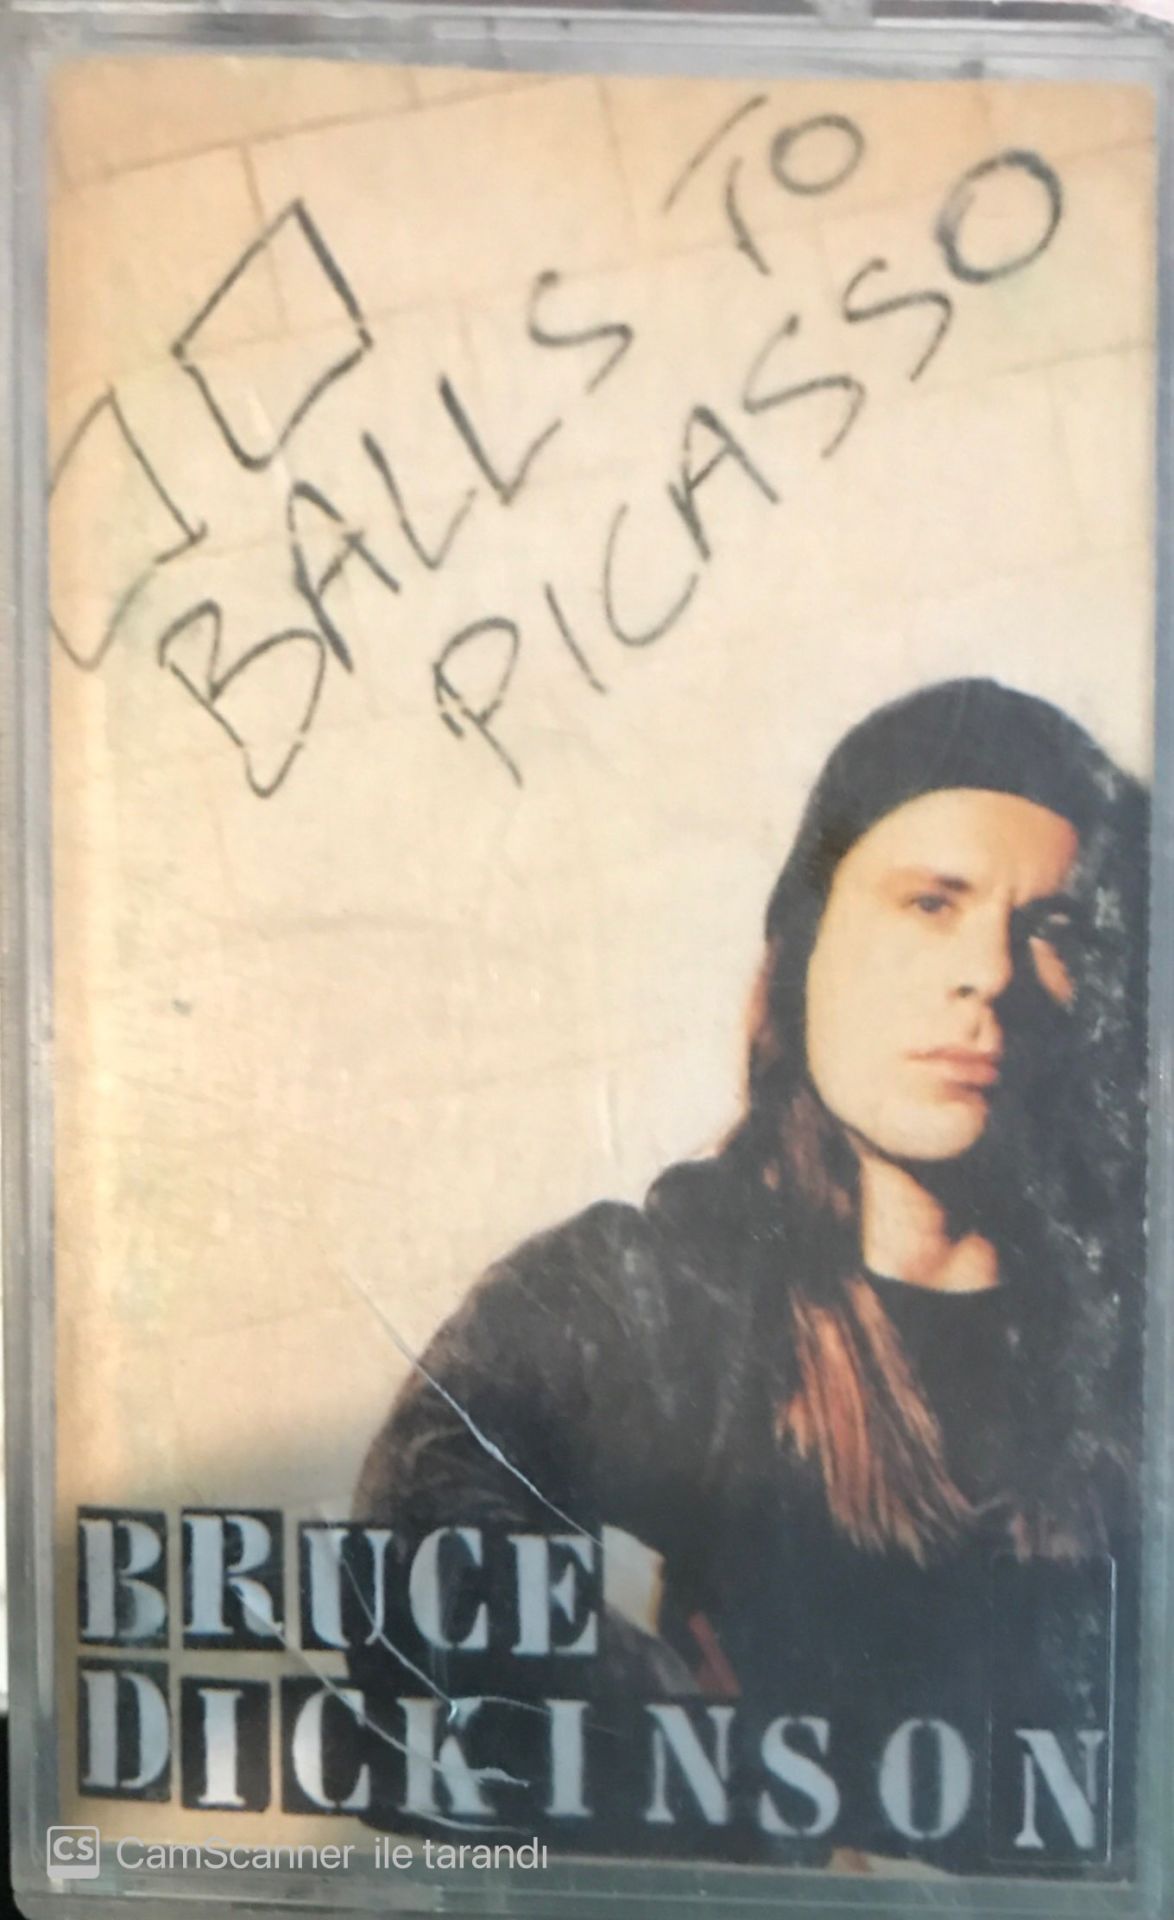 BALLS TO
PICASSO
BRUCE
DICKINSON
CS CamScanner ile tarandı